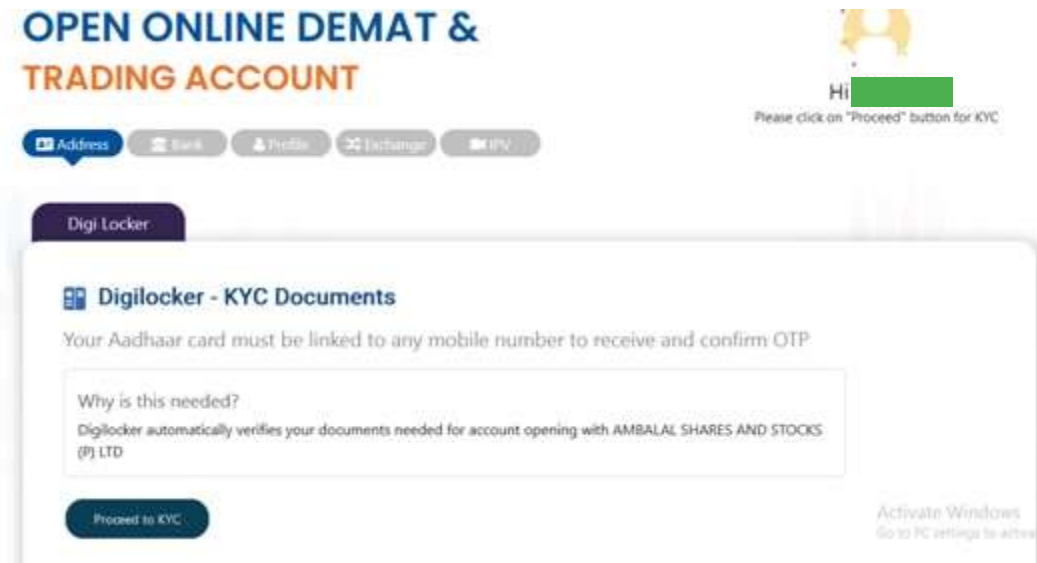 OPEN ONLINE DEMAT &
TRADING ACCOUNT
Hi
Please click on "Proceed" button for KYC
Address
Bank
Profile
Exchange
IPV
Digi Locker
Digilocker - KYC Documents
Your Aadhaar card must be linked to any mobile number to receive and confirm OTP
Why is this needed?
Digilocker automatically verifies your documents needed for account opening with AMBALAL SHARES AND STOCKS
(P) LTD
Proceed to KYC
Activate Windows
Go to PC settings to activa